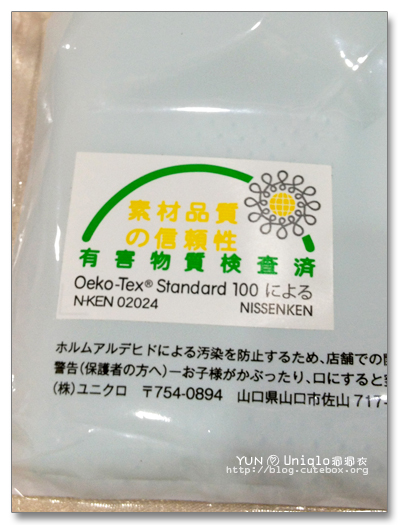 素材品質
の信頼性
有害物質検査済
Oeko-Tex® Standard 100 による
N-KEN 02024 NISSENKEN
ホルムアルデヒドによる汚染を防止するため、店舗での
警告(保護者の方へ)ーお子様がかぶったり、口にすると
(株)ユニクロ 〒754-0894 山口県山口市佐山 717-
YUN Uniqlo
http://blog.cutebox.org